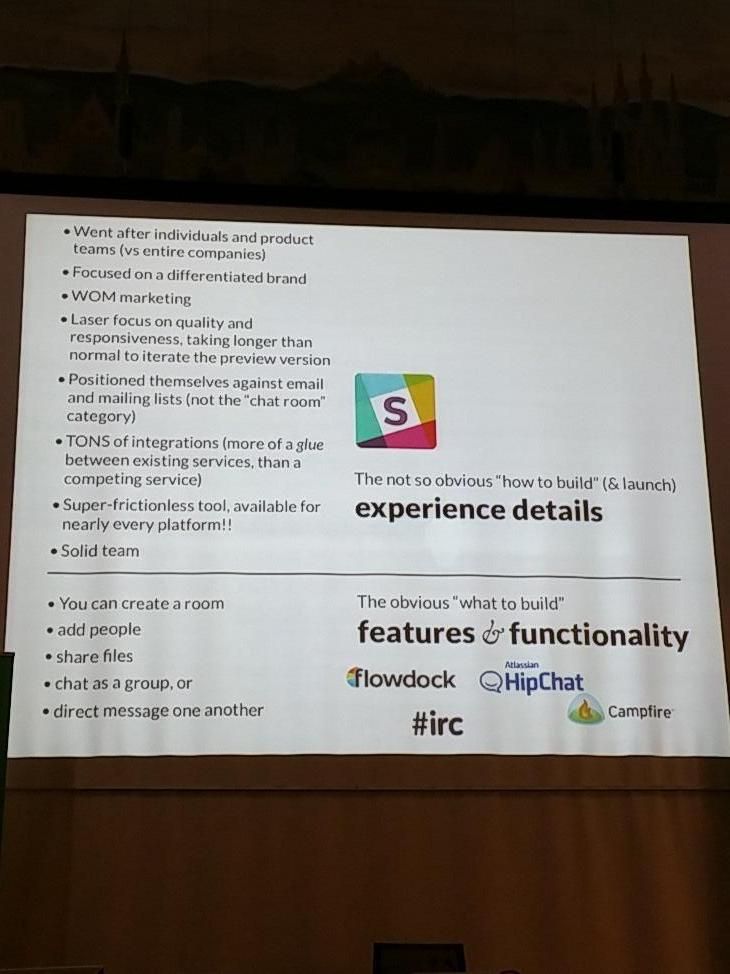 • Went after individuals and product
teams (vs entire companies)
• Focused on a differentiated brand
• WOM marketing
• Laser focus on quality and
responsiveness, taking longer than
normal to iterate the preview version
• Positioned themselves against email
and mailing lists (not the "chat room"
category)
• TONS of integrations (more of a glue
between existing services, than a
competing service)
• Super-frictionless tool, available for
nearly every platform!!
• Solid team
S
The not so obvious "how to build" (& launch)
experience details
• You can create a room
• add people
• share files
• chat as a group, or
• direct message one another
The obvious "what to build"
features & functionality
flowdock
Atlassian
HipChat
#irc
Campfire